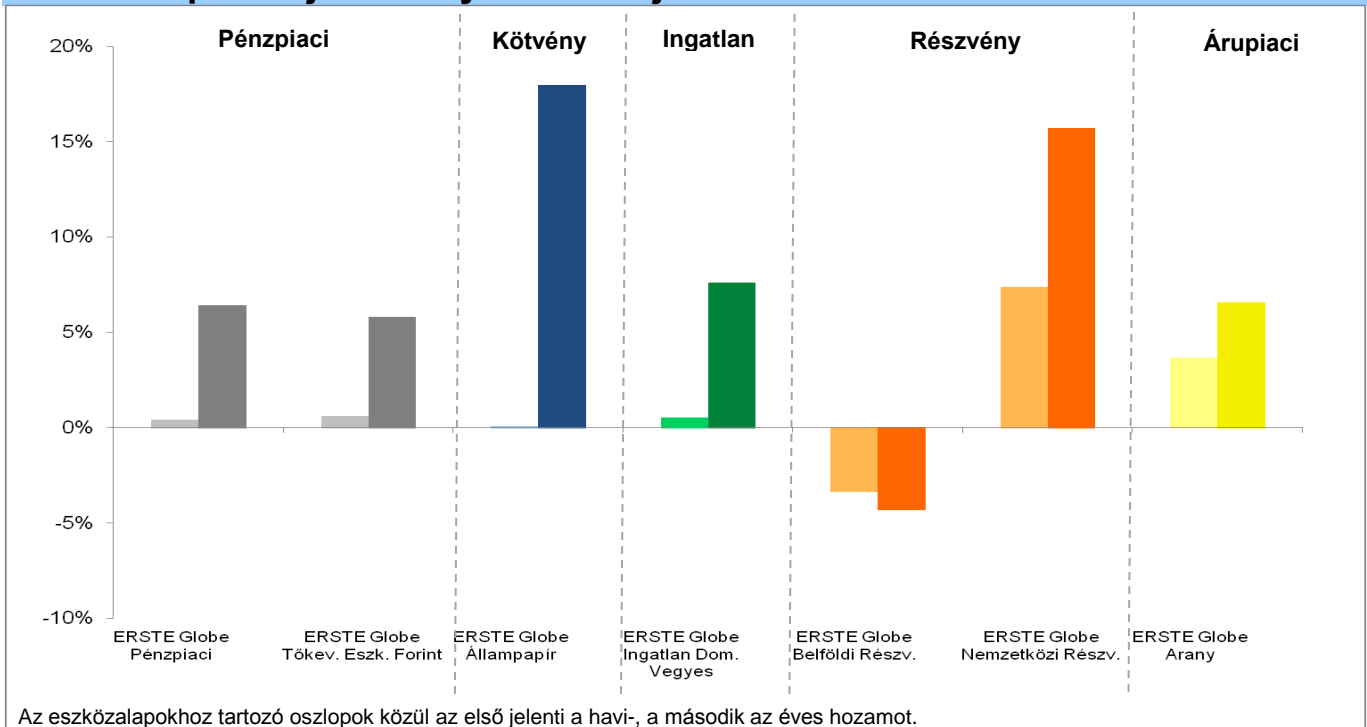 Pénzpiaci
Kötvény
Ingatlan
Részvény
Árupiaci
20%
15%
10%
5%
0%
-5%
-10%
ERSTE Globe
Pénzpiaci
ERSTE Globe
Tőkev. Eszk. Forint
ERSTE Globe
Állampapír
ERSTE Globe
Ingatlan Dom.
Vegyes
ERSTE Globe
Belföldi Részv.
ERSTE Globe
Nemzetközi Részv.
ERSTE Globe
Arany
Az eszközalapokhoz tartozó oszlopok közül az első jelenti a havi-, a második az éves hozamot.